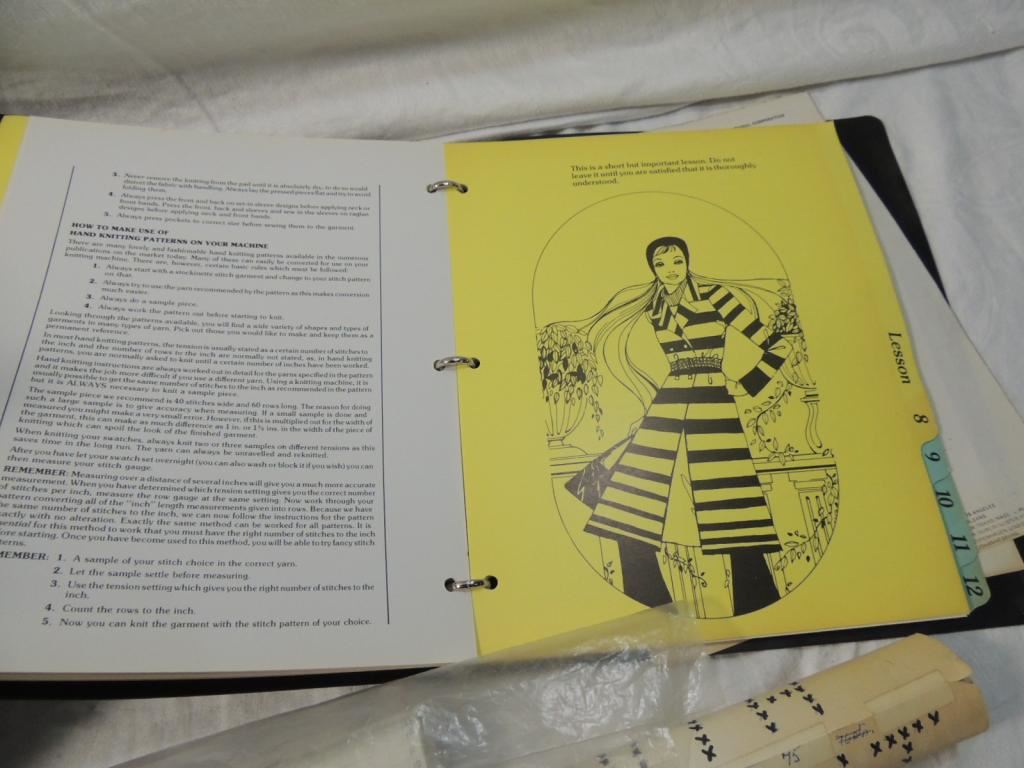 3. Never remove the knitting from the pad until it is absolutely dry, to do so would
distort the fabric with handling. Always lay the pressed pieces flat and try to avoid
folding them.
4. Always press the front and back on set-in sleeve designs before applying neck or
front bands. Press the front, back and sleeves and sew in the sleeves on raglan
designs before applying neck and front bands.
5. Always press pockets to correct size before sewing them to the garment.
HOW TO MAKE USE OF
HAND KNITTING PATTERNS ON YOUR MACHINE
There are many lovely and fashionable hand knitting patterns available in the numerous
publications on the market today. Many of these can easily be converted for use on your
knitting machine. There are, however, certain basic rules which must be followed:
1. Always start with a stockinette stitch garment and change to your stitch pattern
on that.
2. Always try to use the yarn recommended by the pattern as this makes conversion
much easier.
3. Always do a sample piece.
4. Always work the pattern out before starting to knit.
Looking through the patterns available, you will find a wide variety of shapes and types of
garments in many types of yarn. Pick out those you would like to make and keep them as a
permanent reference.
In most hand knitting patterns, the tension is usually stated as a certain number of stitches to
the inch and the number of rows to the inch are normally not stated, as, in hand knitting
patterns, you are normally asked to knit until a certain number of inches have been worked.
Hand knitting instructions are always worked out in detail for the yarns specified in the pattern
and it makes the job more difficult if you use a different yarn. Using a knitting machine, it is
usually possible to get the same number of stitches to the inch as recommended in the pattern
but it is ALWAYS necessary to knit a sample piece.
The sample piece we recommend is 40 stitches wide and 60 rows long. The reason for doing
such a large sample is to give accuracy when measuring. If a small sample is done and
measured you might make a very small error. However, if this is multiplied out for the width of
the garment, this can make as much difference as 1 in. or 1½ ins. in the width of the piece of
knitting which can spoil the look of the finished garment.
When knitting your swatches, always knit two or three samples on different tensions as this
saves time in the long run. The yarn can always be unravelled and reknitted.
After you have let your swatch set overnight (you can also wash or block it if you wish) you can
then measure your stitch gauge.
REMEMBER: Measuring over a distance of several inches will give you a much more accurate
measurement. When you have determined which tension setting gives you the correct number
of stitches per inch, measure the row gauge at the same setting. Now work through your
pattern converting all of the "inch" length measurements given into rows. Because we have
the same number of stitches to the inch, we can now follow the instructions for the pattern
exactly with no alteration. Exactly the same method can be worked for all patterns. It is
ential for this method to work that you must have the right number of stitches to the inch
ore starting. Once you have become used to this method, you will be able to try fancy stitch
terns.
MEMBER: 1. A sample of your stitch choice in the correct yarn.
2. Let the sample settle before measuring.
3. Use the tension setting which gives you the right number of stitches to the
inch.
4. Count the rows to the inch.
5. Now you can knit the garment with the stitch pattern of your choice.
This is a short but important lesson. Do not
leave it until you are satisfied that it is thoroughly
understood.
Lesson
8
9
10
11
12
CORPORATION
75